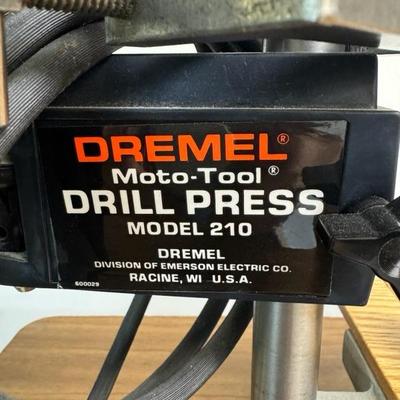 DREMEL®
Moto-Tool®
DRILL PRESS
MODEL 210
DREMEL
DIVISION OF EMERSON ELECTRIC CO.
RACINE, WI U.S.A.
600029